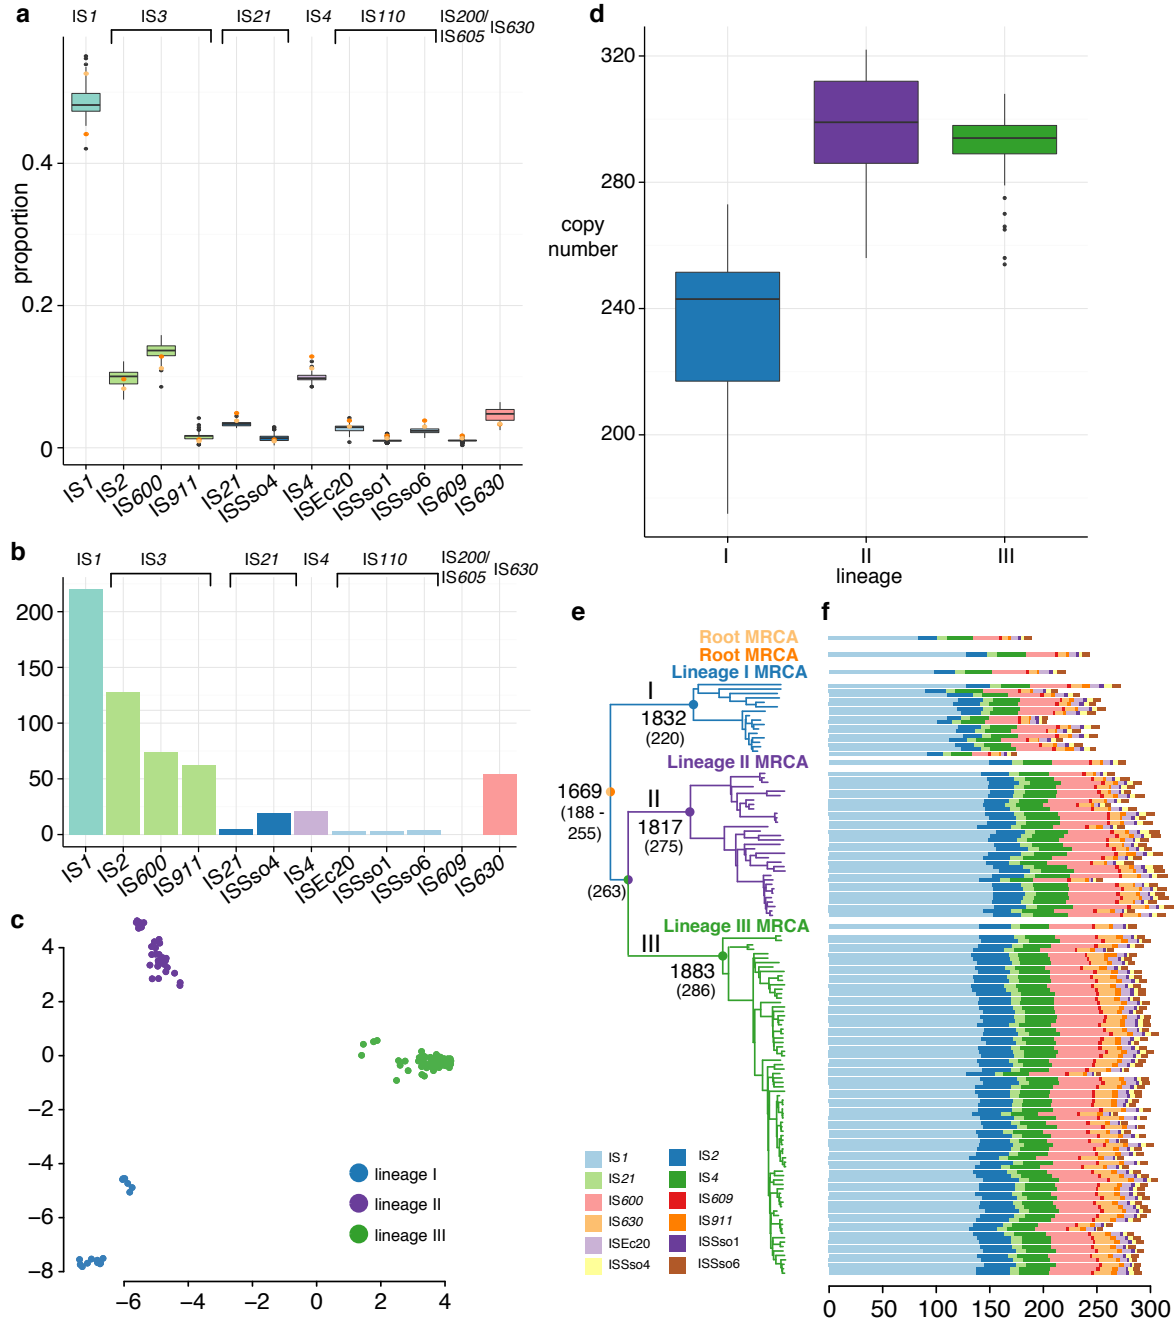 a
IS1 IS3 IS21 IS4 IS110 IS200/IS605 IS630
proportion
0.4
0.2
0
IS1 IS2 IS600 IS911 IS21 ISSso4 IS4 ISEc20 ISSso1 ISSso6 IS609 IS630
b
IS1 IS3 IS21 IS4 IS110 IS200/IS605 IS630
200
150
100
50
0
IS1 IS2 IS600 IS911 IS21 ISSso4 IS4 ISEc20 ISSso1 ISSso6 IS609 IS630
c
4
2
0
−2
−4
−6
−8
−6 −4 −2 0 2 4
lineage I
lineage II
lineage III
d
320
280
240
200
copy
number
I II III
lineage
e
Root MRCA
Root MRCA
Lineage I MRCA
I
1832
(220)
Lineage II MRCA
II
1817
(275)
1669
(188 -
255)
(263)
Lineage III MRCA
III
1883
(286)
IS1 IS2
IS21 IS4
IS600 IS609
IS630 IS911
ISEc20 ISSso1
ISSso4 ISSso6
f
0 50 100 150 200 250 300